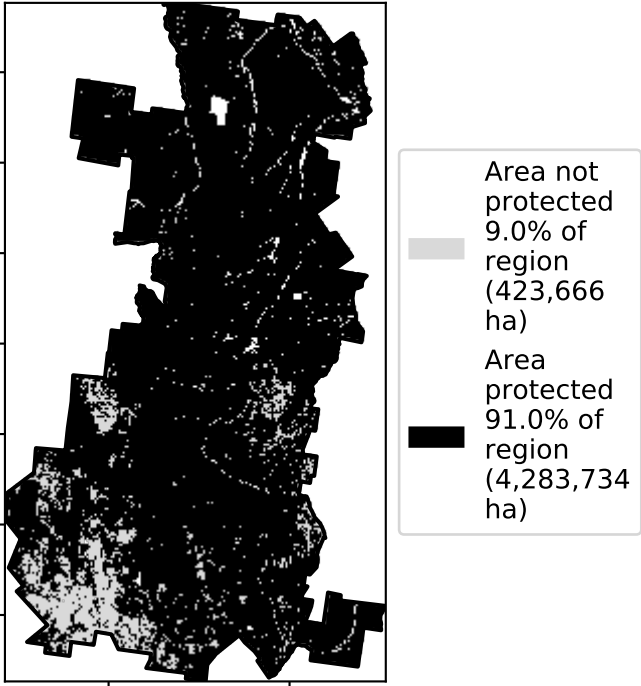 Area not
protected
9.0% of
region
(423,666
ha)
Area
protected
91.0% of
region
(4,283,734
ha)